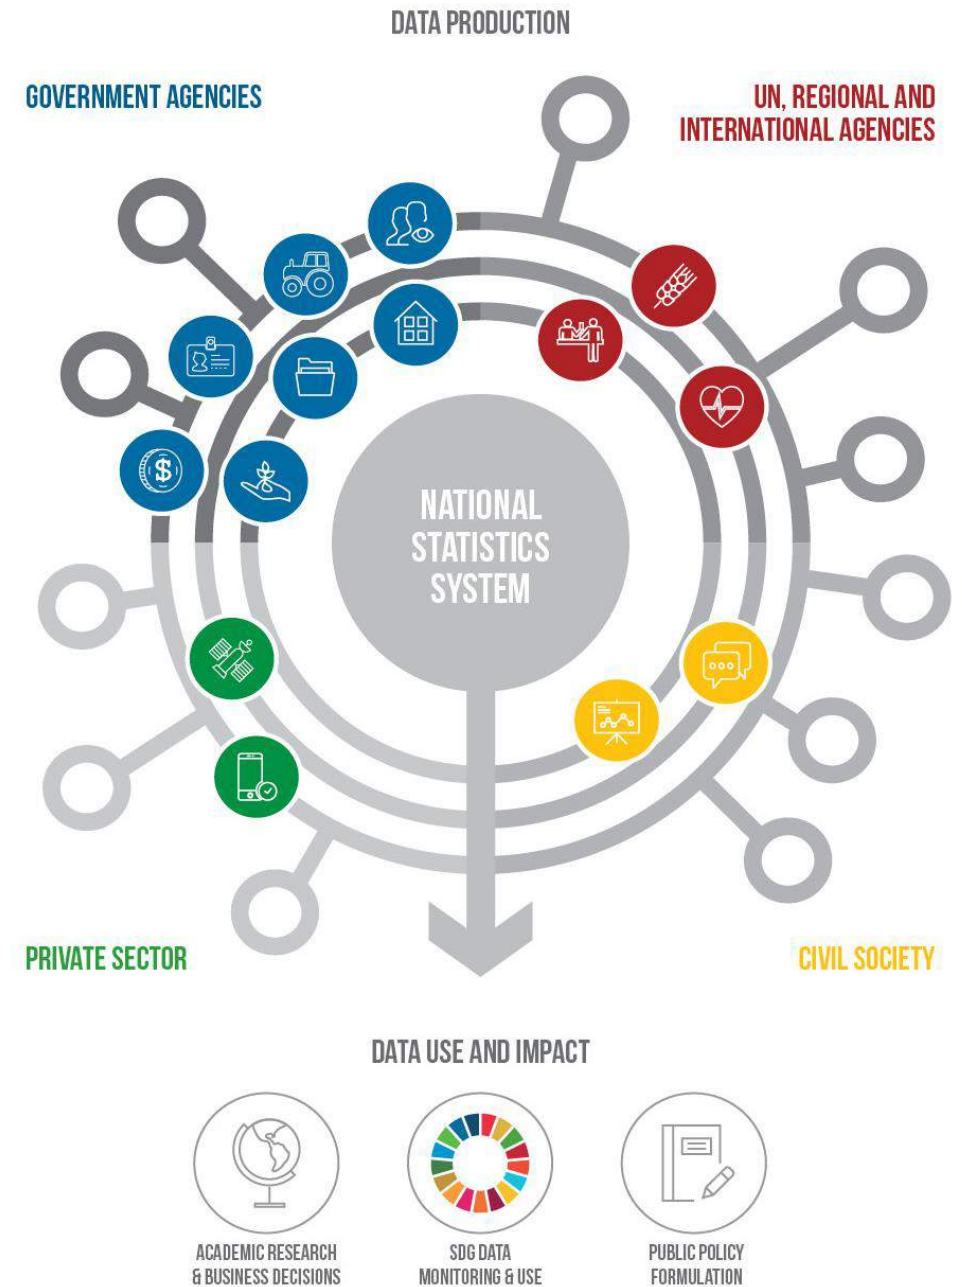 DATA PRODUCTION
GOVERNMENT AGENCIES
UN, REGIONAL AND
INTERNATIONAL AGENCIES
$
NATIONAL
STATISTICS
SYSTEM
PRIVATE SECTOR
CIVIL SOCIETY
DATA USE AND IMPACT
ACADEMIC RESEARCH
& BUSINESS DECISIONS
SDG DATA
MONITORING & USE
PUBLIC POLICY
FORMULATION